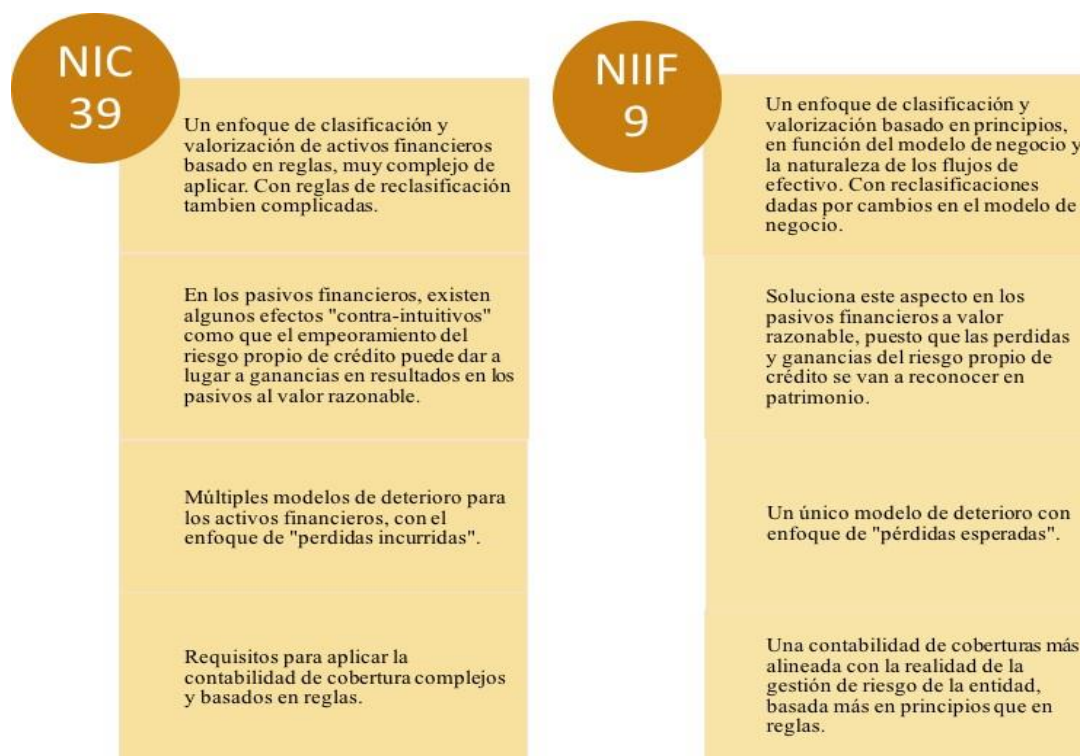 NIC
39
Un enfoque de clasificación y
valorización de activos financieros
basado en reglas, muy complejo de
aplicar. Con reglas de reclasificación
tambien complicadas.
En los pasivos financieros, existen
algunos efectos "contra-intuitivos"
como que el empeoramiento del
riesgo propio de crédito puede dar a
lugar a ganancias en resultados en los
pasivos al valor razonable.
Múltiples modelos de deterioro para
los activos financieros, con el
enfoque de "perdidas incurridas".
Requisitos para aplicar la
contabilidad de cobertura complejos
y basados en reglas.
NIIF
9
Un enfoque de clasificación y
valorización basado en principios,
en función del modelo de negocio y
la naturaleza de los flujos de
efectivo. Con reclasificaciones
dadas por cambios en el modelo de
negocio.
Soluciona este aspecto en los
pasivos financieros a valor
razonable, puesto que las perdidas
y ganancias del riesgo propio de
crédito se van a reconocer en
patrimonio.
Un único modelo de deterioro con
enfoque de "pérdidas esperadas".
Una contabilidad de coberturas más
alineada con la realidad de la
gestión de riesgo de la entidad,
basada más en principios que en
reglas.